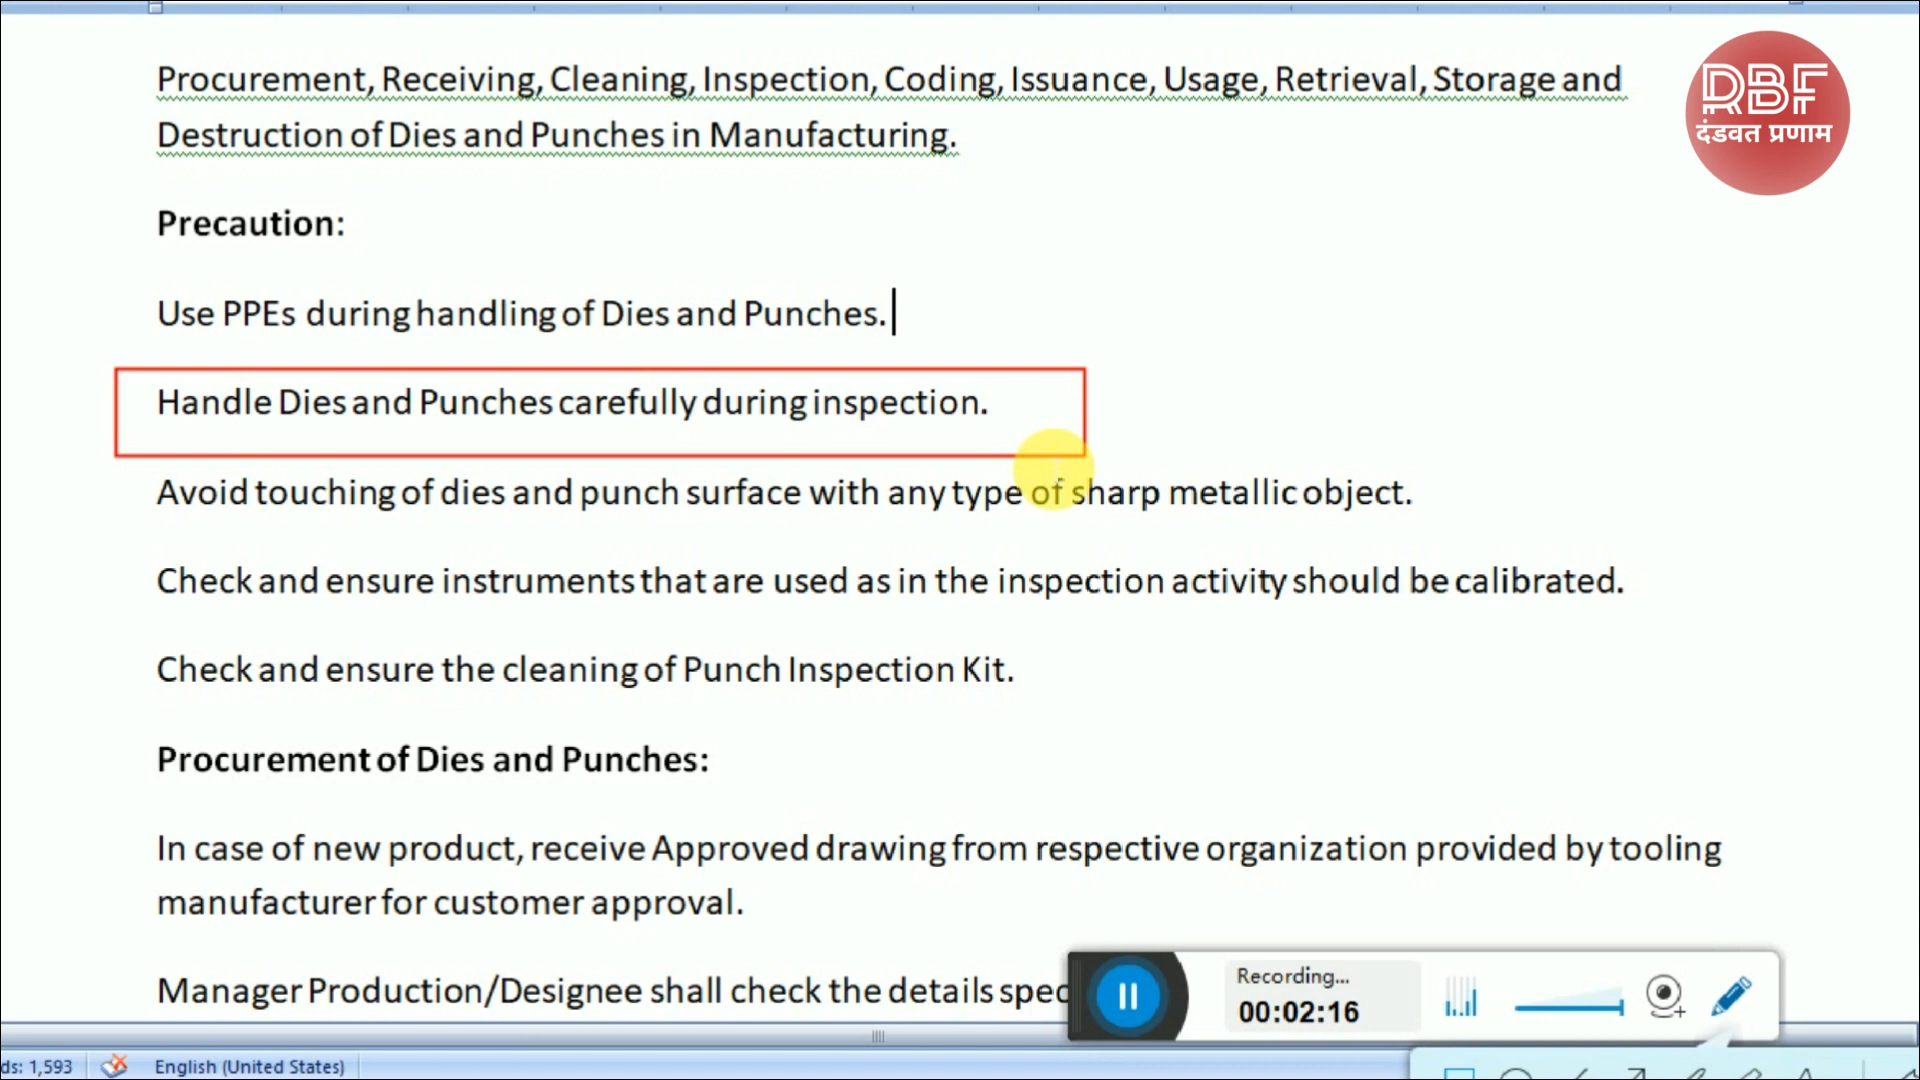 Procurement, Receiving, Cleaning, Inspection, Coding, Issuance, Usage, Retrieval, Storage and
Destruction of Dies and Punches in Manufacturing.
RBF
दंडवत प्रणाम
Precaution:
Use PPEs during handling of Dies and Punches.
Handle Dies and Punches carefully during inspection.
Avoid touching of dies and punch surface with any type of sharp metallic object.
Check and ensure instruments that are used as in the inspection activity should be calibrated.
Check and ensure the cleaning of Punch Inspection Kit.
Procurement of Dies and Punches:
In case of new product, receive Approved drawing from respective organization provided by tooling
manufacturer for customer approval.
Manager Production/Designee shall check the details spec
Recording...
00:02:16
ds: 1,593
English (United States)